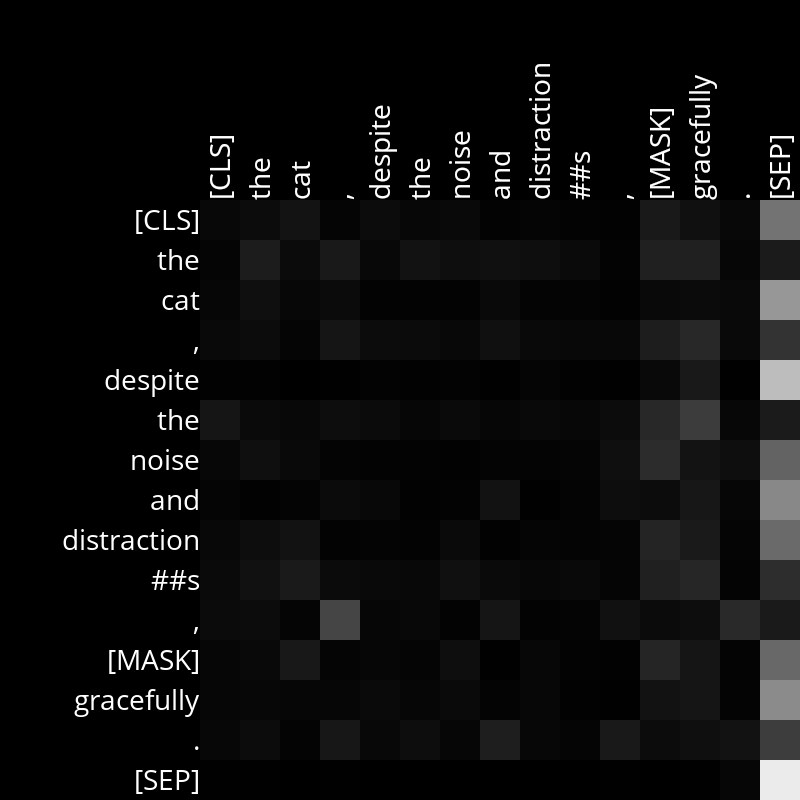 [CLS] the cat , despite the noise and distraction ##s , [MASK] gracefully . [SEP]
[CLS]
the
cat
,
despite
the
noise
and
distraction
##s
,
[MASK]
gracefully
.
[SEP]